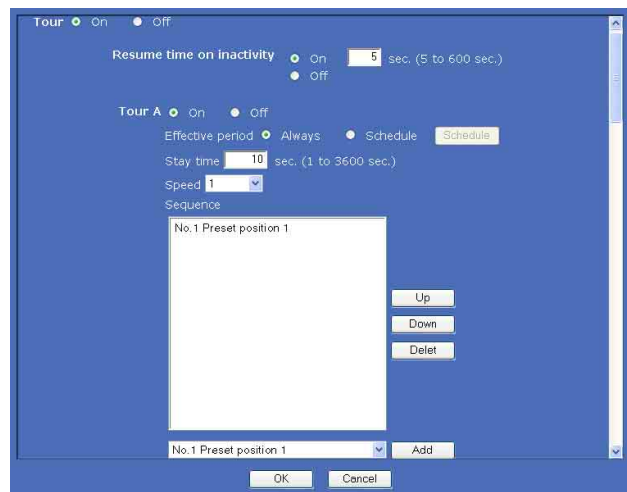 Tour On Off
Resume time on inactivity On 5 sec. (5 to 600 sec.)
Off
Tour A On Off
Effective period Always Schedule Schedule
Stay time 10 sec. (1 to 3600 sec.)
Speed 1
Sequence
No.1 Preset position 1
Up
Down
Delet
No.1 Preset position 1 Add
OK Cancel